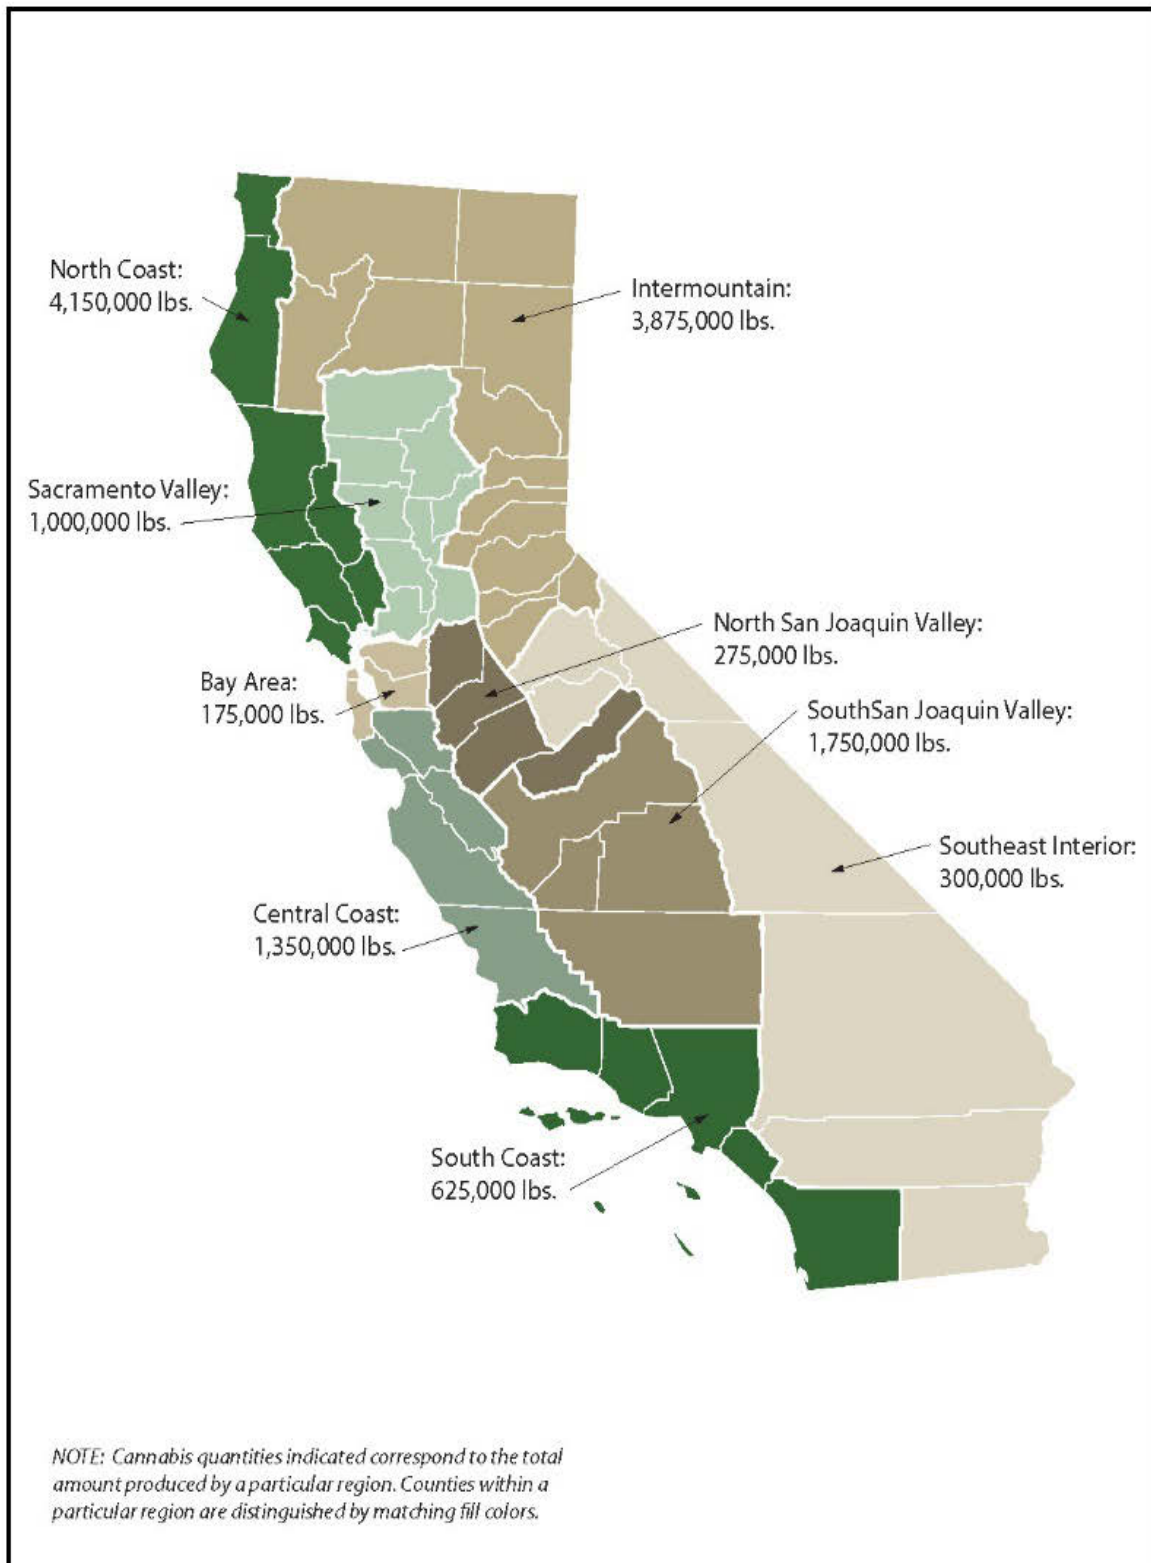 North Coast:
4,150,000 lbs.
Intermountain:
3,875,000 lbs.
Sacramento Valley:
1,000,000 lbs.
North San Joaquin Valley:
275,000 lbs.
Bay Area:
175,000 lbs.
SouthSan Joaquin Valley:
1,750,000 lbs.
Southeast Interior:
300,000 lbs.
Central Coast:
1,350,000 lbs.
South Coast:
625,000 lbs.
NOTE: Cannabis quantities indicated correspond to the total
amount produced by a particular region. Counties within a
particular region are distinguished by matching fill colors.